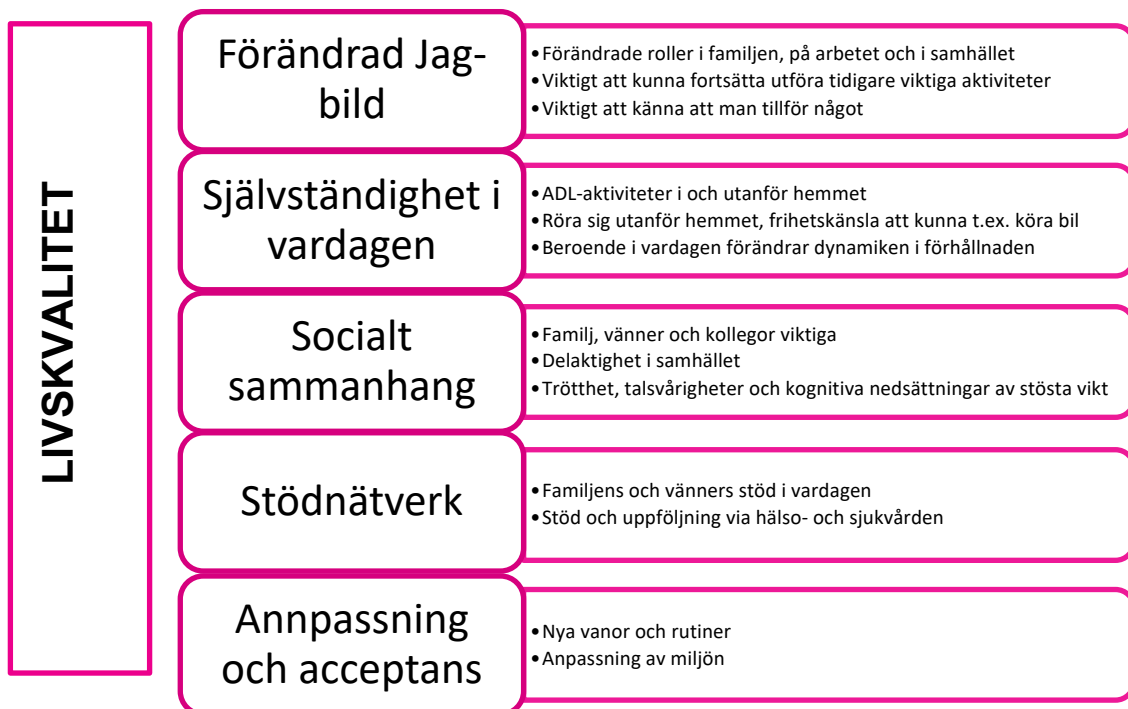 LIVSKVALITET
Förändrad Jag-
bild
•Förändrade roller i familjen, på arbetet och i samhället
•Viktigt att kunna fortsätta utföra tidigare viktiga aktiviteter
•Viktigt att känna att man tillför något
Självständighet i
vardagen
•ADL-aktiviteter i och utanför hemmet
•Röra sig utanför hemmet, frihetskänsla att kunna t.ex. köra bil
•Beroende i vardagen förändrar dynamiken i förhållnaden
Socialt
sammanhang
•Familj, vänner och kollegor viktiga
•Delaktighet i samhället
•Trötthet, talsvårigheter och kognitiva nedsättningar av stösta vikt
Stödnätverk
•Familjens och vänners stöd i vardagen
•Stöd och uppföljning via hälso- och sjukvården
Annpassning
och acceptans
•Nya vanor och rutiner
•Anpassning av miljön